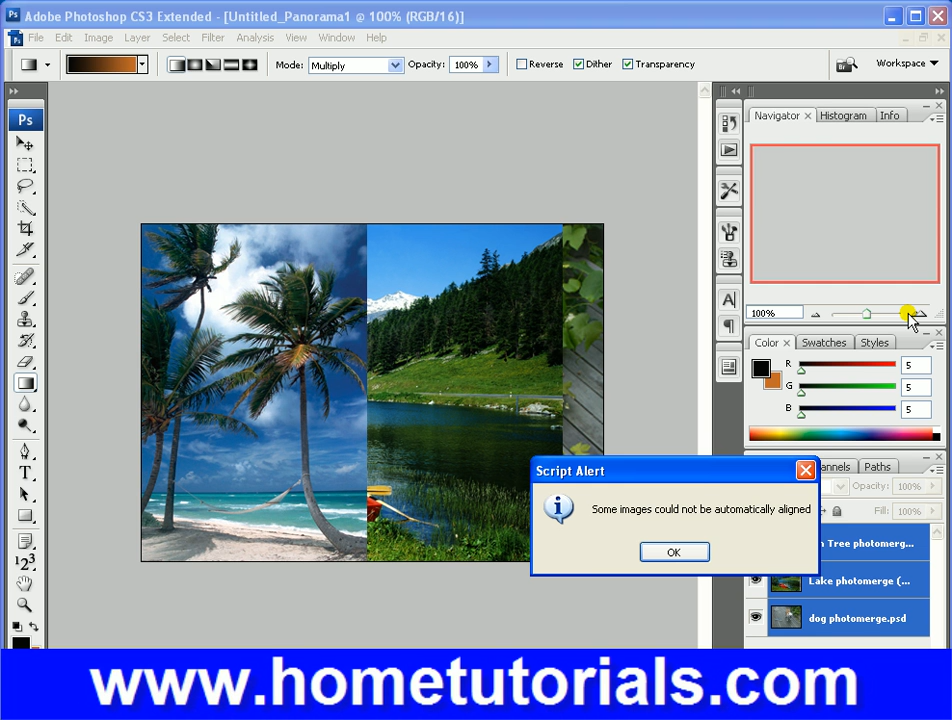 Adobe Photoshop CS3 Extended - [Untitled_Panorama1 @ 100% (RGB/16)]
File Edit Image Layer Select Filter Analysis View Window Help
Mode: Multiply Opacity: 100% Reverse Dither Transparency Workspace
Ps
Navigator Histogram Info
100%
Color Swatches Styles
R 5
G 5
B 5
Script Alert
Some images could not be automatically aligned
OK
annels Paths
Opacity: 100%
Fill: 100%
Tree photomerg...
Lake photomerge (...
dog photomerge.psd
www.hometutorials.com